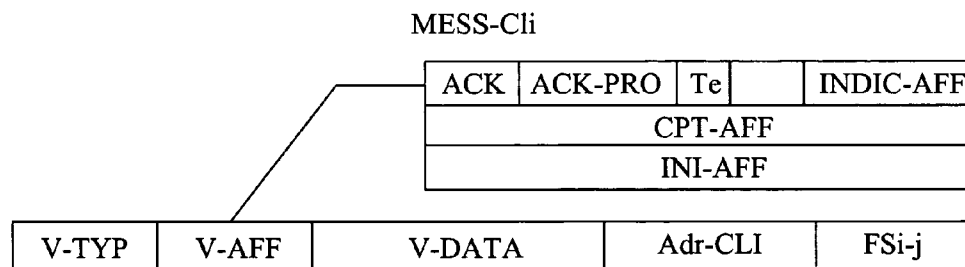 MESS-Cli
ACK ACK-PRO Te INDIC-AFF
CPT-AFF
INI-AFF
V-TYP V-AFF V-DATA Adr-CLI FSi-j